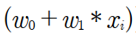 (w₀ + w₁ * xᵢ)